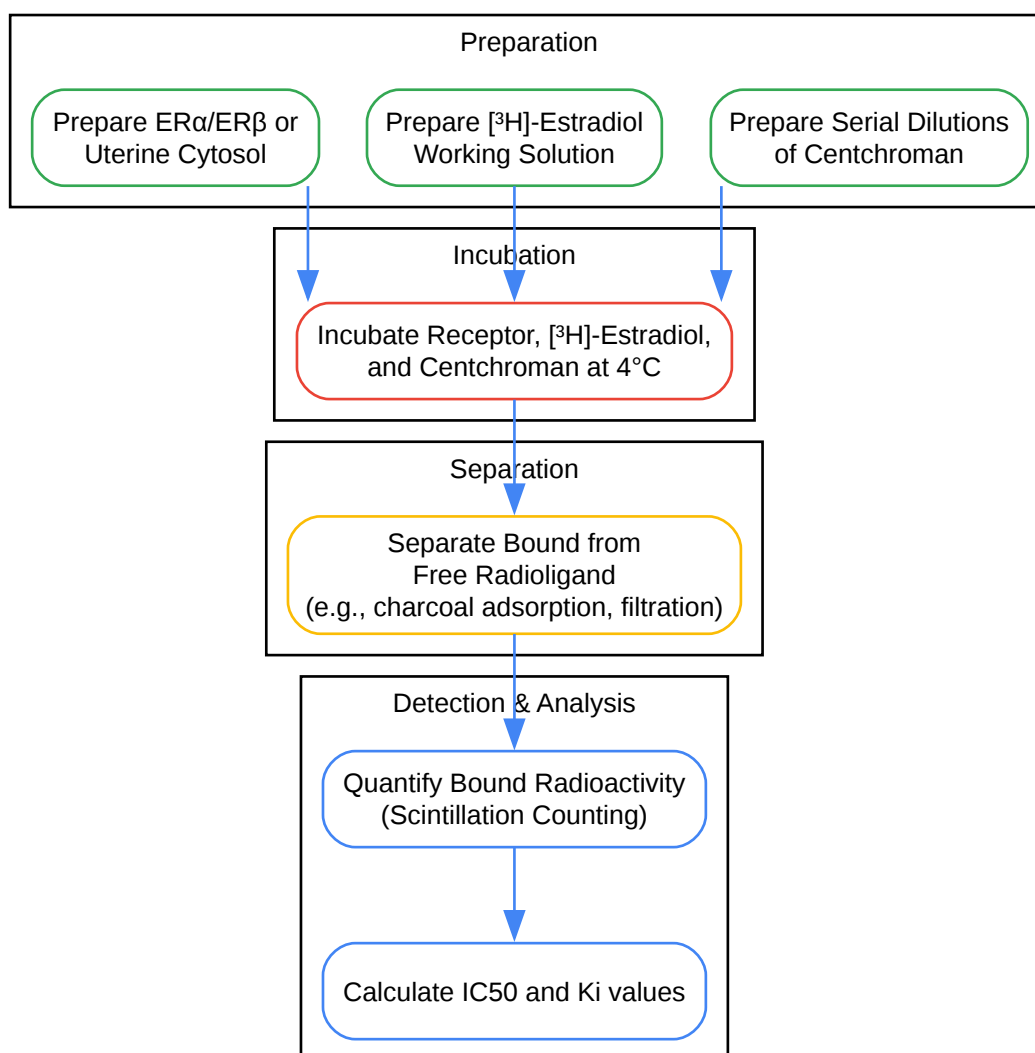 Preparation
Prepare ERα/ERβ or
Uterine Cytosol
Prepare [³H]-Estradiol
Working Solution
Prepare Serial Dilutions
of Centchroman
Incubation
Incubate Receptor, [³H]-Estradiol,
and Centchroman at 4°C
Separation
Separate Bound from
Free Radioligand
(e.g., charcoal adsorption, filtration)
Detection & Analysis
Quantify Bound Radioactivity
(Scintillation Counting)
Calculate IC50 and Ki values